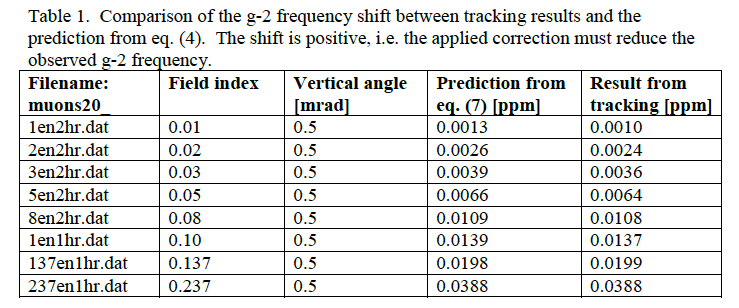 Table 1. Comparison of the g-2 frequency shift between tracking results and the
prediction from eq. (4). The shift is positive, i.e. the applied correction must reduce the
observed g-2 frequency.
Filename: muons20_ Field index Vertical angle [mrad] Prediction from eq. (7) [ppm] Result from tracking [ppm]
1en2hr.dat 0.01 0.5 0.0013 0.0010
2en2hr.dat 0.02 0.5 0.0026 0.0024
3en2hr.dat 0.03 0.5 0.0039 0.0036
5en2hr.dat 0.05 0.5 0.0066 0.0064
8en2hr.dat 0.08 0.5 0.0109 0.0108
1en1hr.dat 0.10 0.5 0.0139 0.0137
137en1hr.dat 0.137 0.5 0.0198 0.0199
237en1hr.dat 0.237 0.5 0.0388 0.0388